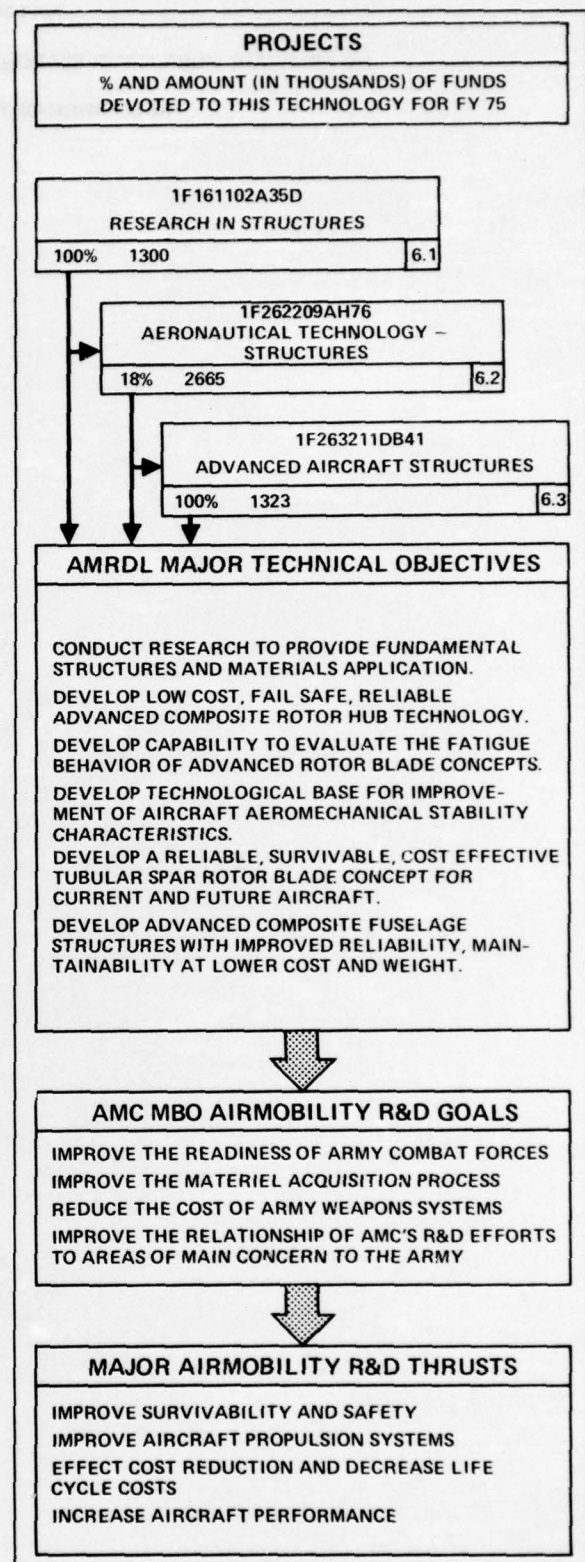 PROJECTS
% AND AMOUNT (IN THOUSANDS) OF FUNDS
DEVOTED TO THIS TECHNOLOGY FOR FY 75
1F161102A35D
RESEARCH IN STRUCTURES
100% 1300 6.1
1F262209AH76
AERONAUTICAL TECHNOLOGY –
STRUCTURES
18% 2665 6.2
1F263211DB41
ADVANCED AIRCRAFT STRUCTURES
100% 1323 6.3
AMRDL MAJOR TECHNICAL OBJECTIVES
CONDUCT RESEARCH TO PROVIDE FUNDAMENTAL
STRUCTURES AND MATERIALS APPLICATION.
DEVELOP LOW COST, FAIL SAFE, RELIABLE
ADVANCED COMPOSITE ROTOR HUB TECHNOLOGY.
DEVELOP CAPABILITY TO EVALUATE THE FATIGUE
BEHAVIOR OF ADVANCED ROTOR BLADE CONCEPTS.
DEVELOP TECHNOLOGICAL BASE FOR IMPROVE-
MENT OF AIRCRAFT AEROMECHANICAL STABILITY
CHARACTERISTICS.
DEVELOP A RELIABLE, SURVIVABLE, COST EFFECTIVE
TUBULAR SPAR ROTOR BLADE CONCEPT FOR
CURRENT AND FUTURE AIRCRAFT.
DEVELOP ADVANCED COMPOSITE FUSELAGE
STRUCTURES WITH IMPROVED RELIABILITY, MAIN-
TAINABILITY AT LOWER COST AND WEIGHT.
AMC MBO AIRMOBILITY R&D GOALS
IMPROVE THE READINESS OF ARMY COMBAT FORCES
IMPROVE THE MATERIEL ACQUISITION PROCESS
REDUCE THE COST OF ARMY WEAPONS SYSTEMS
IMPROVE THE RELATIONSHIP OF AMC'S R&D EFFORTS
TO AREAS OF MAIN CONCERN TO THE ARMY
MAJOR AIRMOBILITY R&D THRUSTS
IMPROVE SURVIVABILITY AND SAFETY
IMPROVE AIRCRAFT PROPULSION SYSTEMS
EFFECT COST REDUCTION AND DECREASE LIFE
CYCLE COSTS
INCREASE AIRCRAFT PERFORMANCE